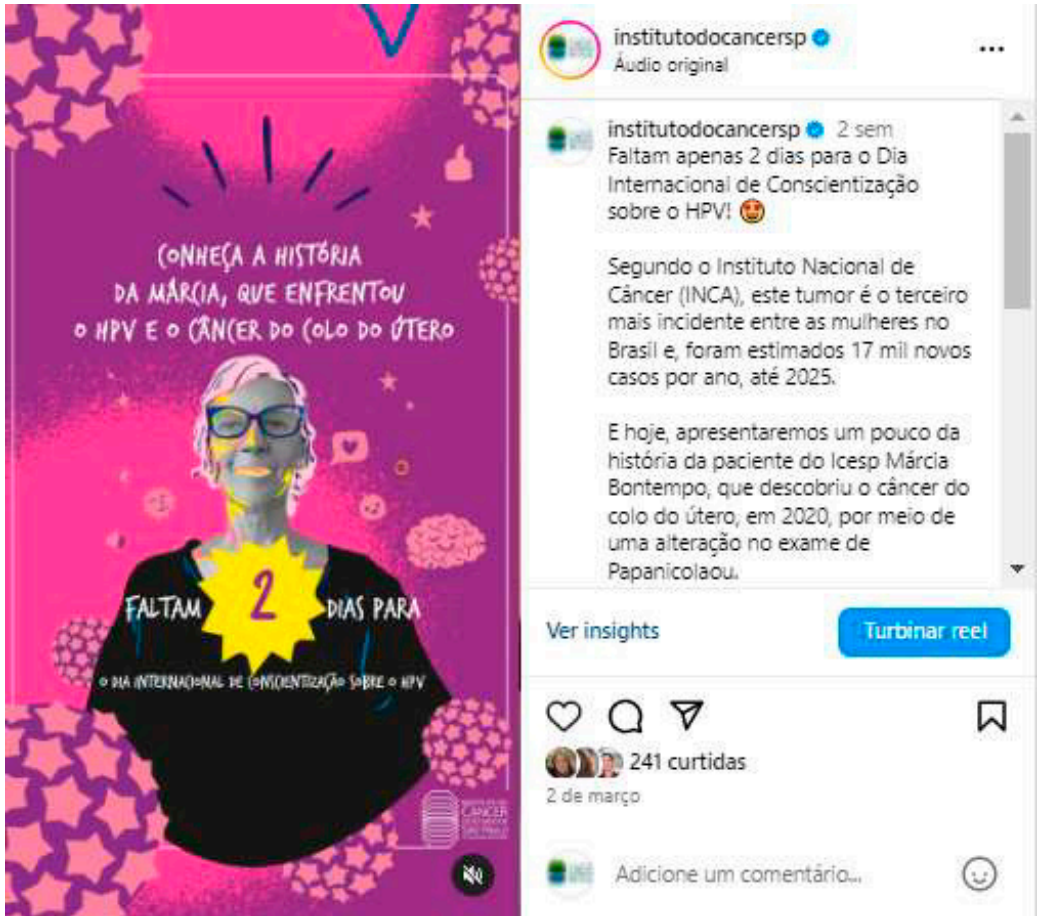 CONHEÇA A HISTÓRIA
DA MÁRCIA, QUE ENFRENTOU
O HPV E O CÂNCER DO COLO DO ÚTERO
FALTAM 2 DIAS PARA
O DIA INTERNACIONAL DE CONSCIENTIZAÇÃO SOBRE O HPV
institutodocancersp
Áudio original
institutodocancersp 2 sem
Faltam apenas 2 dias para o Dia
Internacional de Conscientização
sobre o HPV! 🤩
Segundo o Instituto Nacional de
Câncer (INCA), este tumor é o terceiro
mais incidente entre as mulheres no
Brasil e, foram estimados 17 mil novos
casos por ano, até 2025.
E hoje, apresentaremos um pouco da
história da paciente do Icesp Márcia
Bontempo, que descobriu o câncer do
colo do útero, em 2020, por meio de
uma alteração no exame de
Papanicolaou.
Ver insights
Turbinar reel
241 curtidas
2 de março
Adicione um comentário...